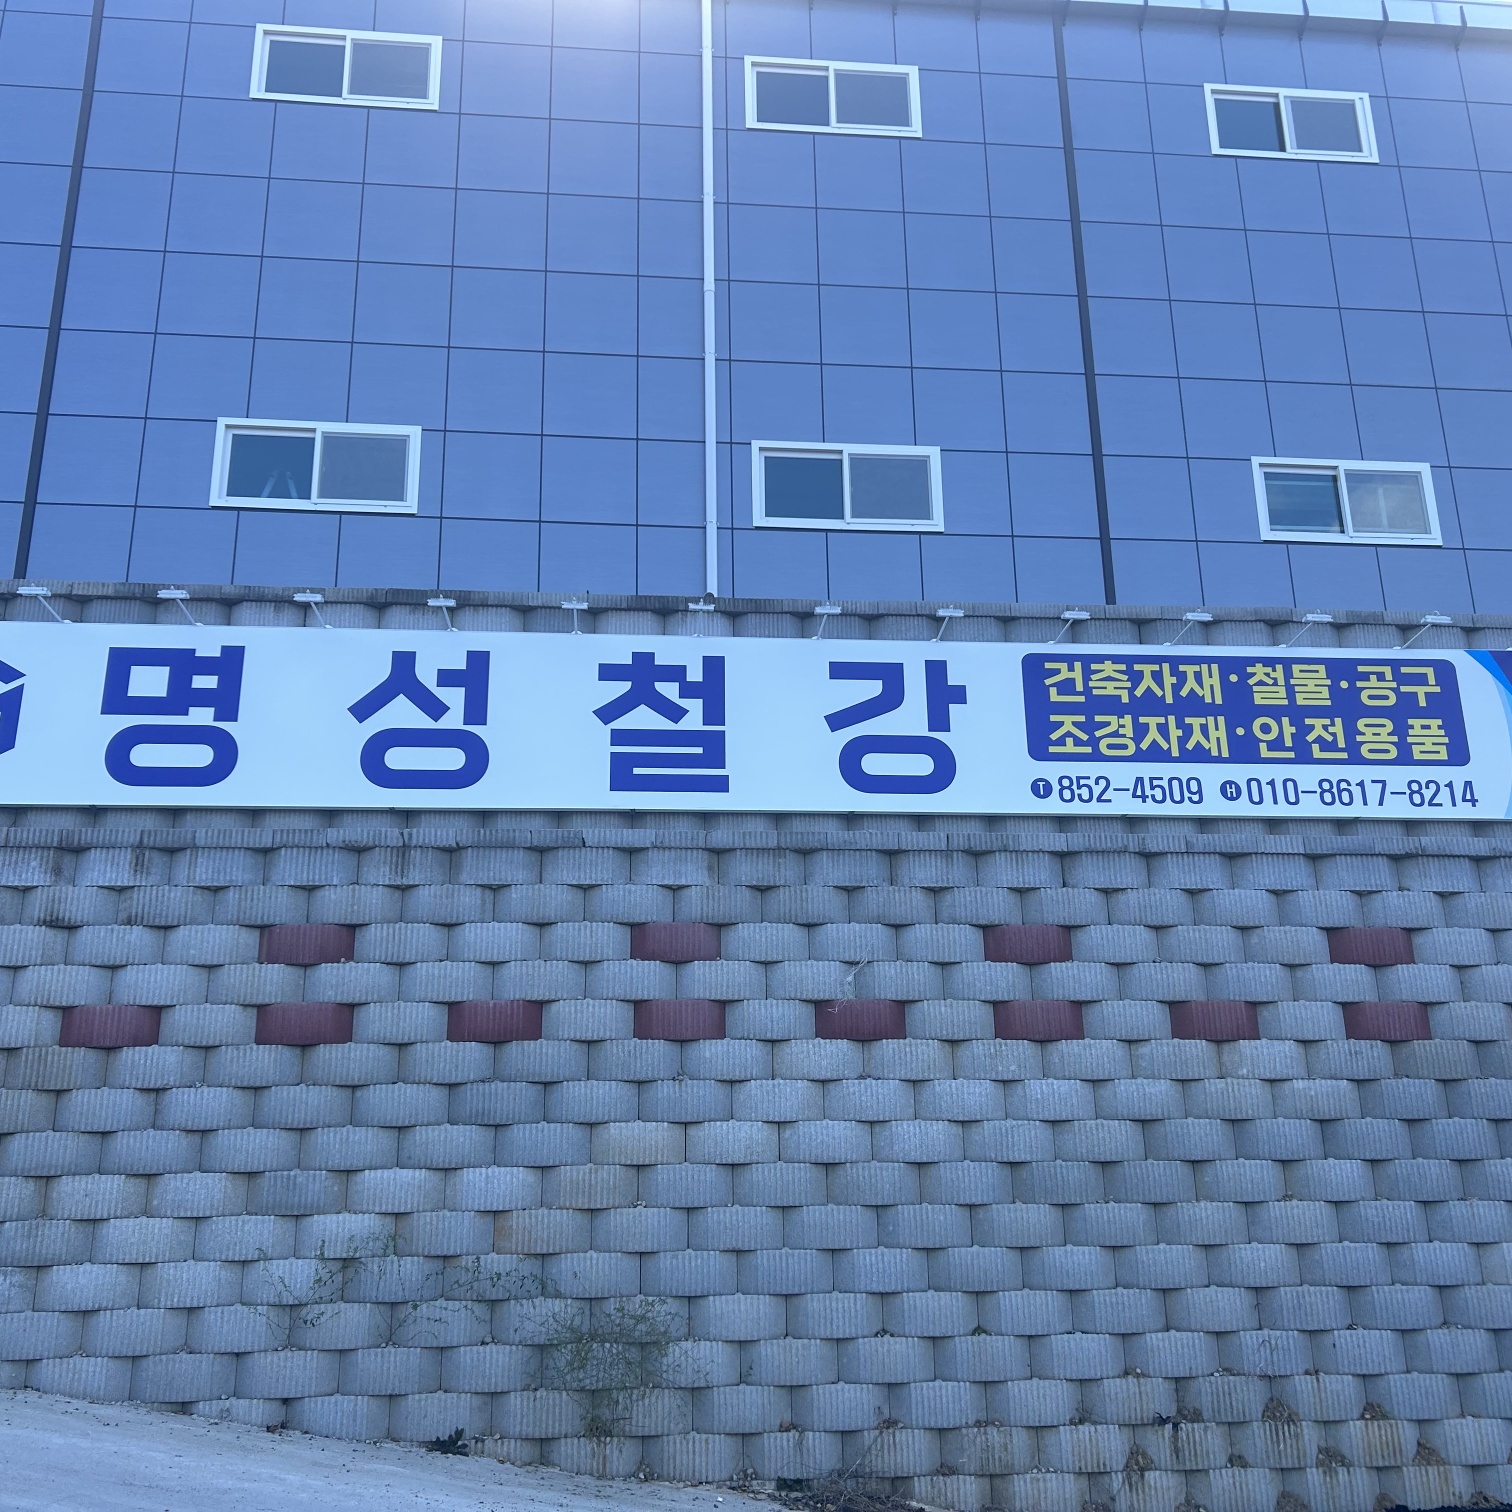 명성철강
건축자재·철물·공구
조경자재·안전용품
T 852-4509 H 010-8617-8214